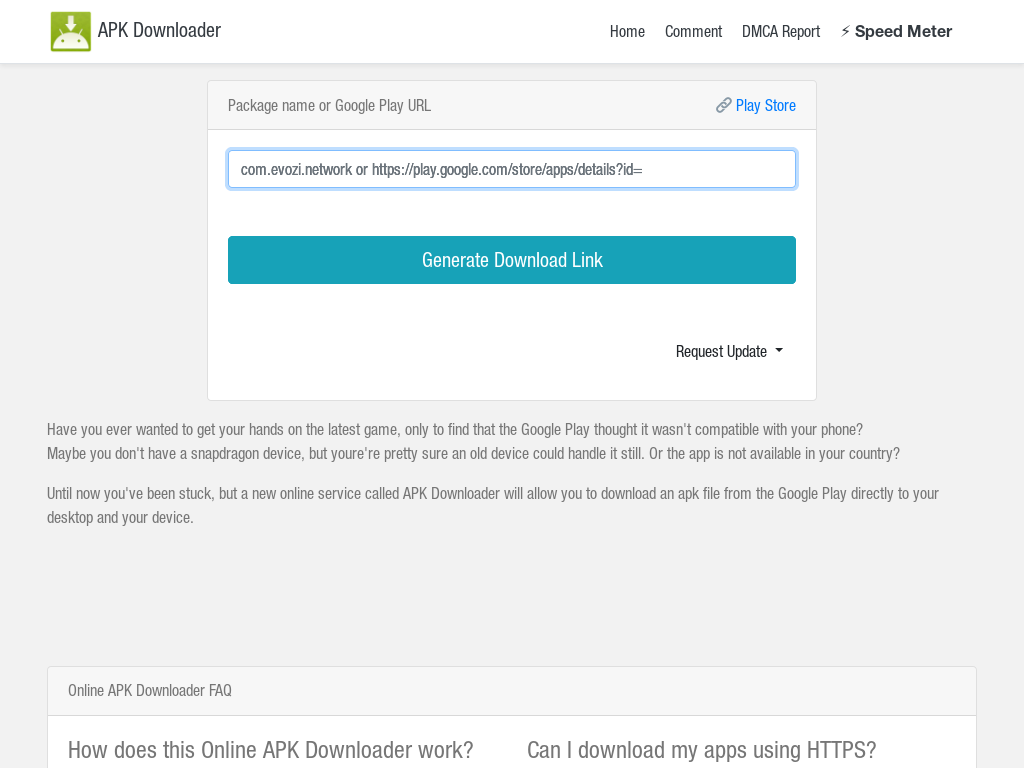 APK Downloader
Home
Comment
DMCA Report
⚡ Speed Meter
Package name or Google Play URL
🔗 Play Store
com.evozi.network or https://play.google.com/store/apps/details?id=
Generate Download Link
Request Update
Have you ever wanted to get your hands on the latest game, only to find that the Google Play thought it wasn't compatible with your phone?
Maybe you don't have a snapdragon device, but youre're pretty sure an old device could handle it still. Or the app is not available in your country?
Until now you've been stuck, but a new online service called APK Downloader will allow you to download an apk file from the Google Play directly to your
desktop and your device.
Online APK Downloader FAQ
How does this Online APK Downloader work?
Can I download my apps using HTTPS?